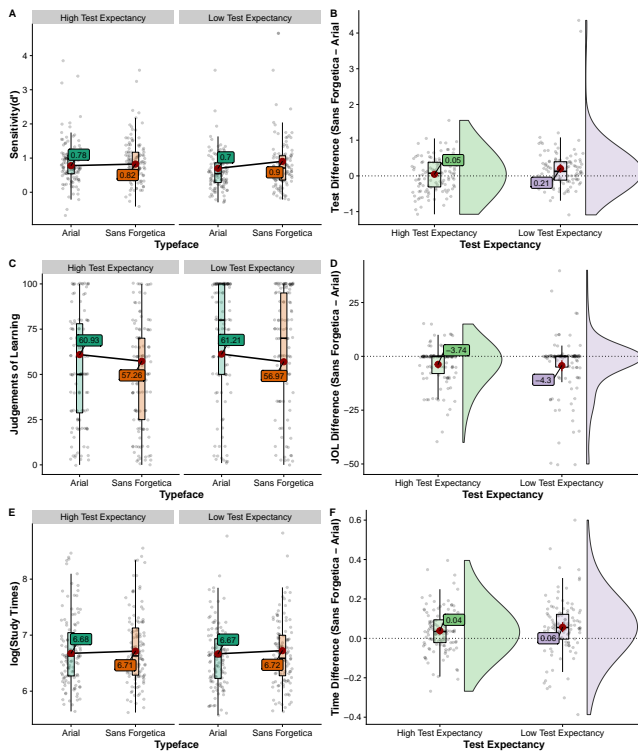 A
High Test Expectancy
Low Test Expectancy
Sensitivity(d')
4
2
0
0.78
0.82
0.7
0.9
Arial
Sans Forgetica
Arial
Sans Forgetica
Typeface
B
Test Difference (Sans Forgetica − Arial)
4
3
2
1
0
−1
0.05
0.21
High Test Expectancy
Low Test Expectancy
Test Expectancy
C
High Test Expectancy
Low Test Expectancy
Judgements of Learning
100
75
50
25
0
60.93
57.26
61.21
56.97
Arial
Sans Forgetica
Arial
Sans Forgetica
Typeface
D
JOL Difference (Sans Forgetica − Arial)
25
0
−25
−50
−3.74
−4.3
High Test Expectancy
Low Test Expectancy
Test Expectancy
E
High Test Expectancy
Low Test Expectancy
log(Study Times)
8
7
6
6.68
6.71
6.67
6.72
Arial
Sans Forgetica
Arial
Sans Forgetica
Typeface
F
Time Difference (Sans Forgetica − Arial)
0.6
0.4
0.2
0.0
−0.2
−0.4
0.04
0.06
High Test Expectancy
Low Test Expectancy
Test Expectancy